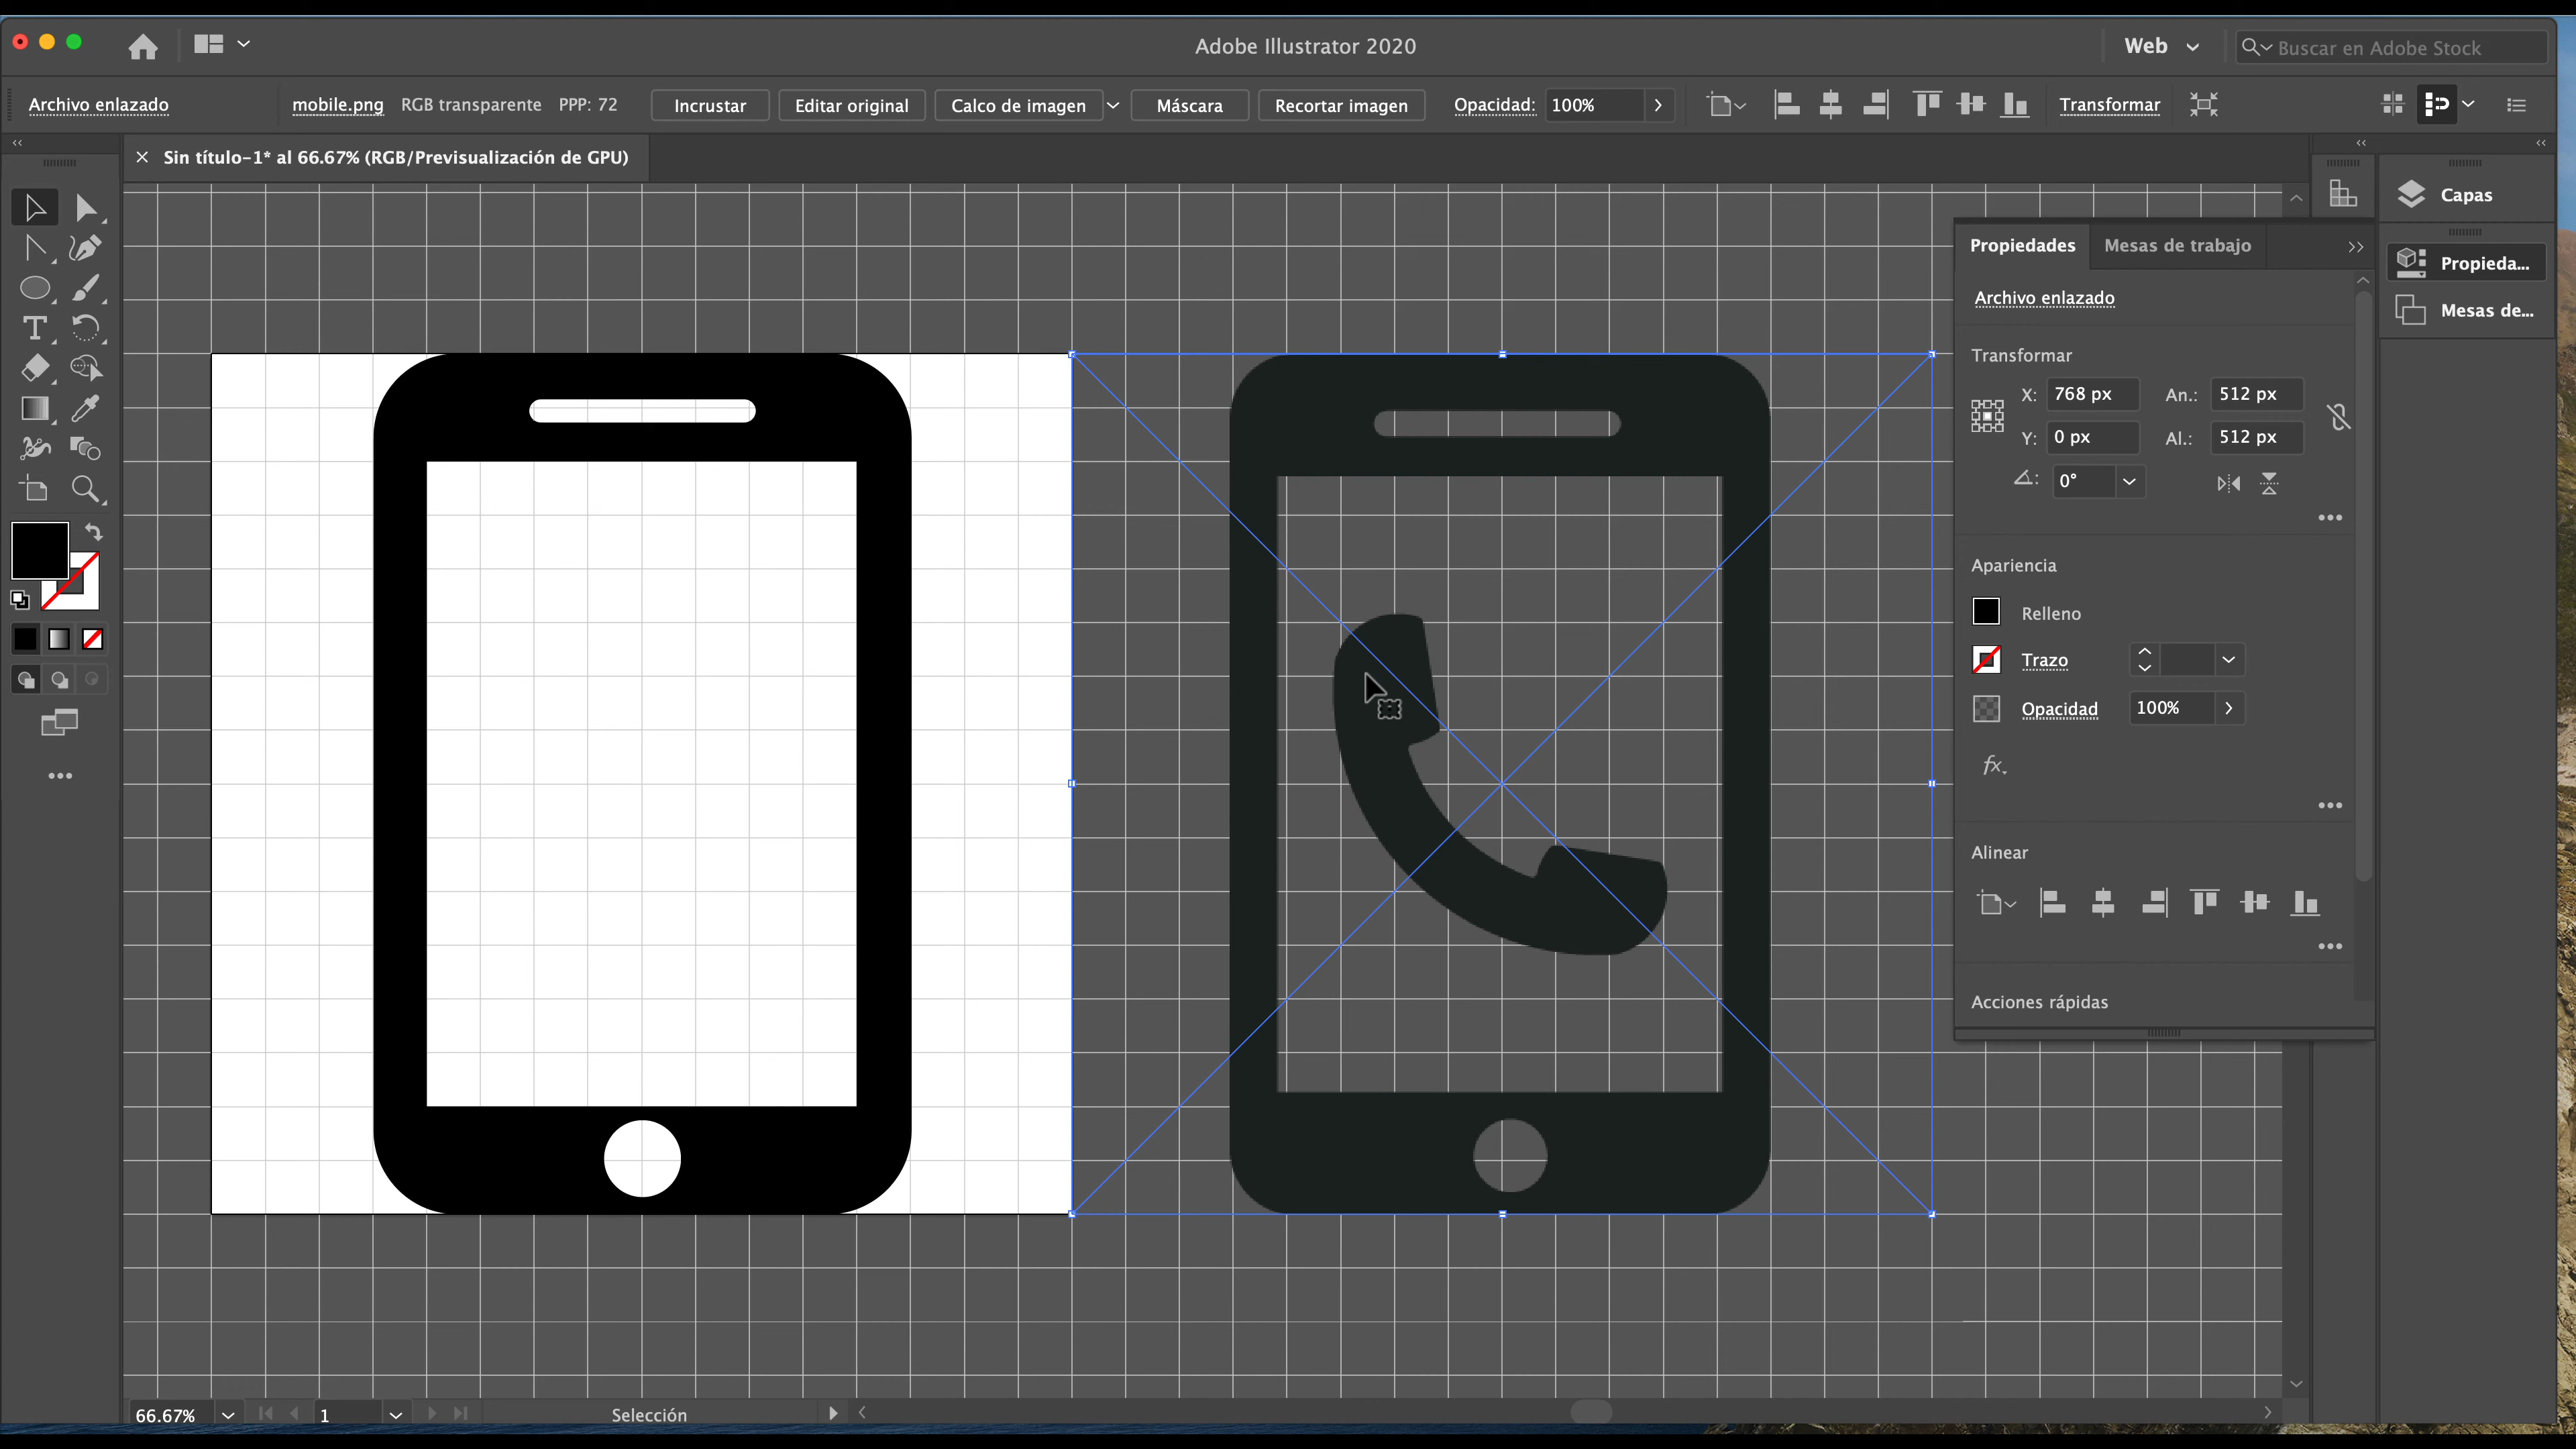 Adobe Illustrator 2020
Web
Buscar en Adobe Stock
Archivo enlazado
mobile.png
RGB transparente
PPP: 72
Incrustar
Editar original
Calco de imagen
Máscara
Recortar imagen
Opacidad:
100%
Transformar
Sin título-1* al 66.67% (RGB/Previsualización de GPU)
Capas
Propieda...
Mesas de...
Propiedades
Mesas de trabajo
Archivo enlazado
Transformar
X: 768 px
An.: 512 px
Y: 0 px
Al.: 512 px
0°
Apariencia
Relleno
Trazo
Opacidad
100%
fx.
Alinear
Acciones rápidas
66.67%
1
Selección